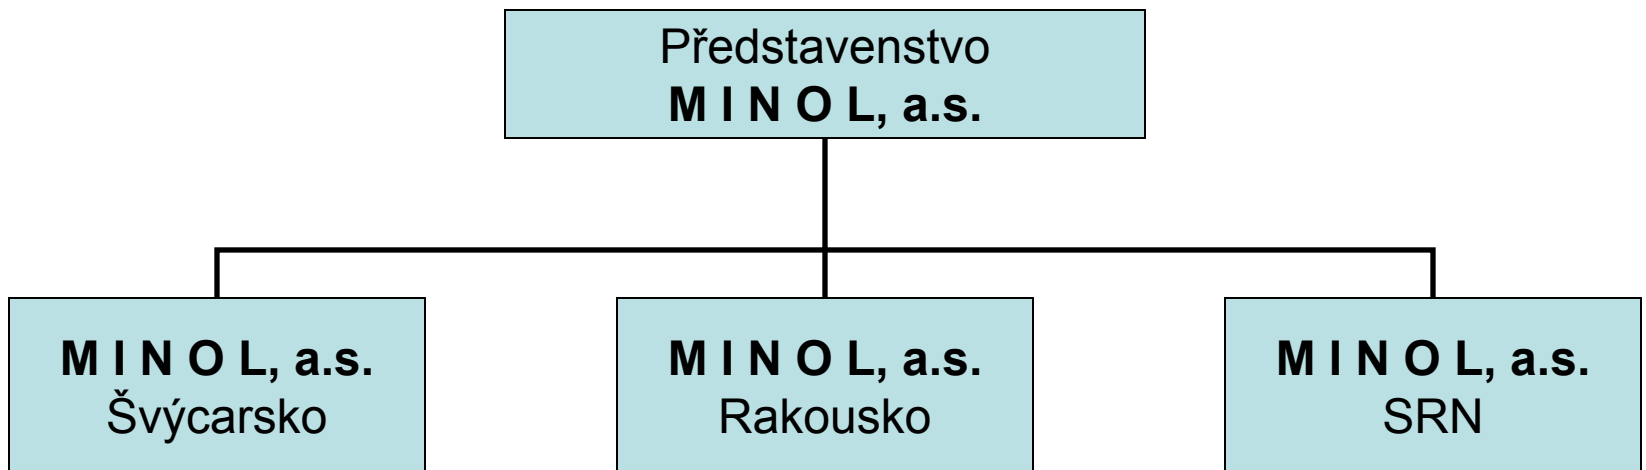 Představenstvo
M I N O L, a.s.
M I N O L, a.s.
Švýcarsko
M I N O L, a.s.
Rakousko
M I N O L, a.s.
SRN